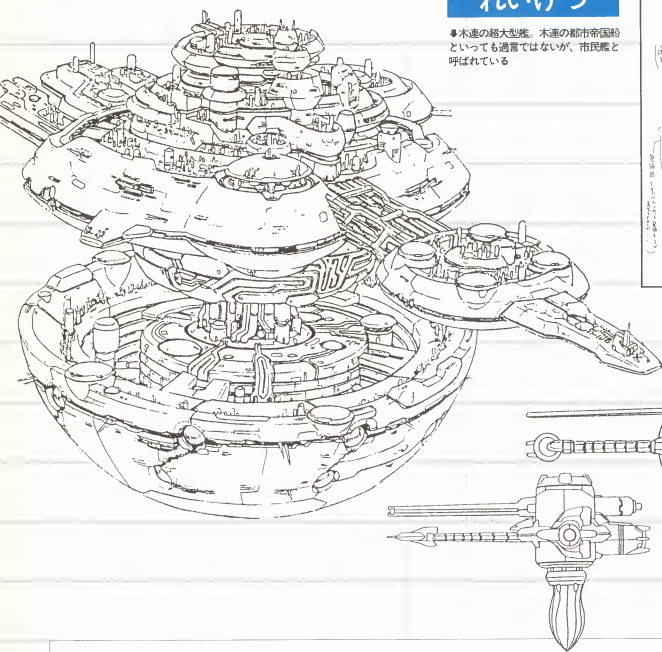 れいげつ
⬇木連の超大型艦。木連の都市帝国船
といっても過言ではないが、市民艦と
呼ばれている